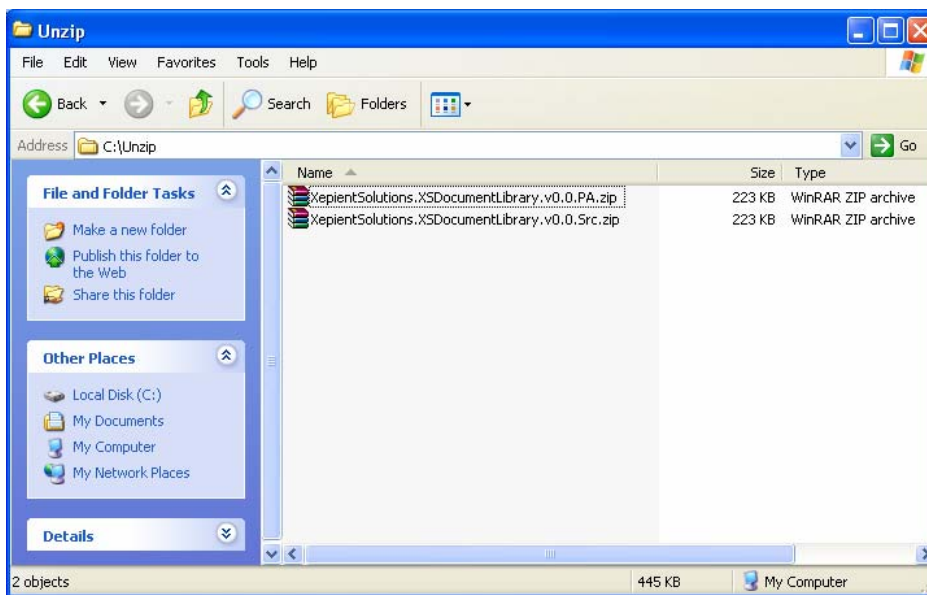 Unzip
File Edit View Favorites Tools Help
Back Search Folders
Address C:\Unzip Go
Name Size Type
File and Folder Tasks
Make a new folder
Publish this folder to
the Web
Share this folder
Other Places
Local Disk (C:)
My Documents
My Computer
My Network Places
Details
XepientSolutions.XSDocumentLibrary.v0.0.PA.zip 223 KB WinRAR ZIP archive
XepientSolutions.XSDocumentLibrary.v0.0.Src.zip 223 KB WinRAR ZIP archive
2 objects 445 KB My Computer